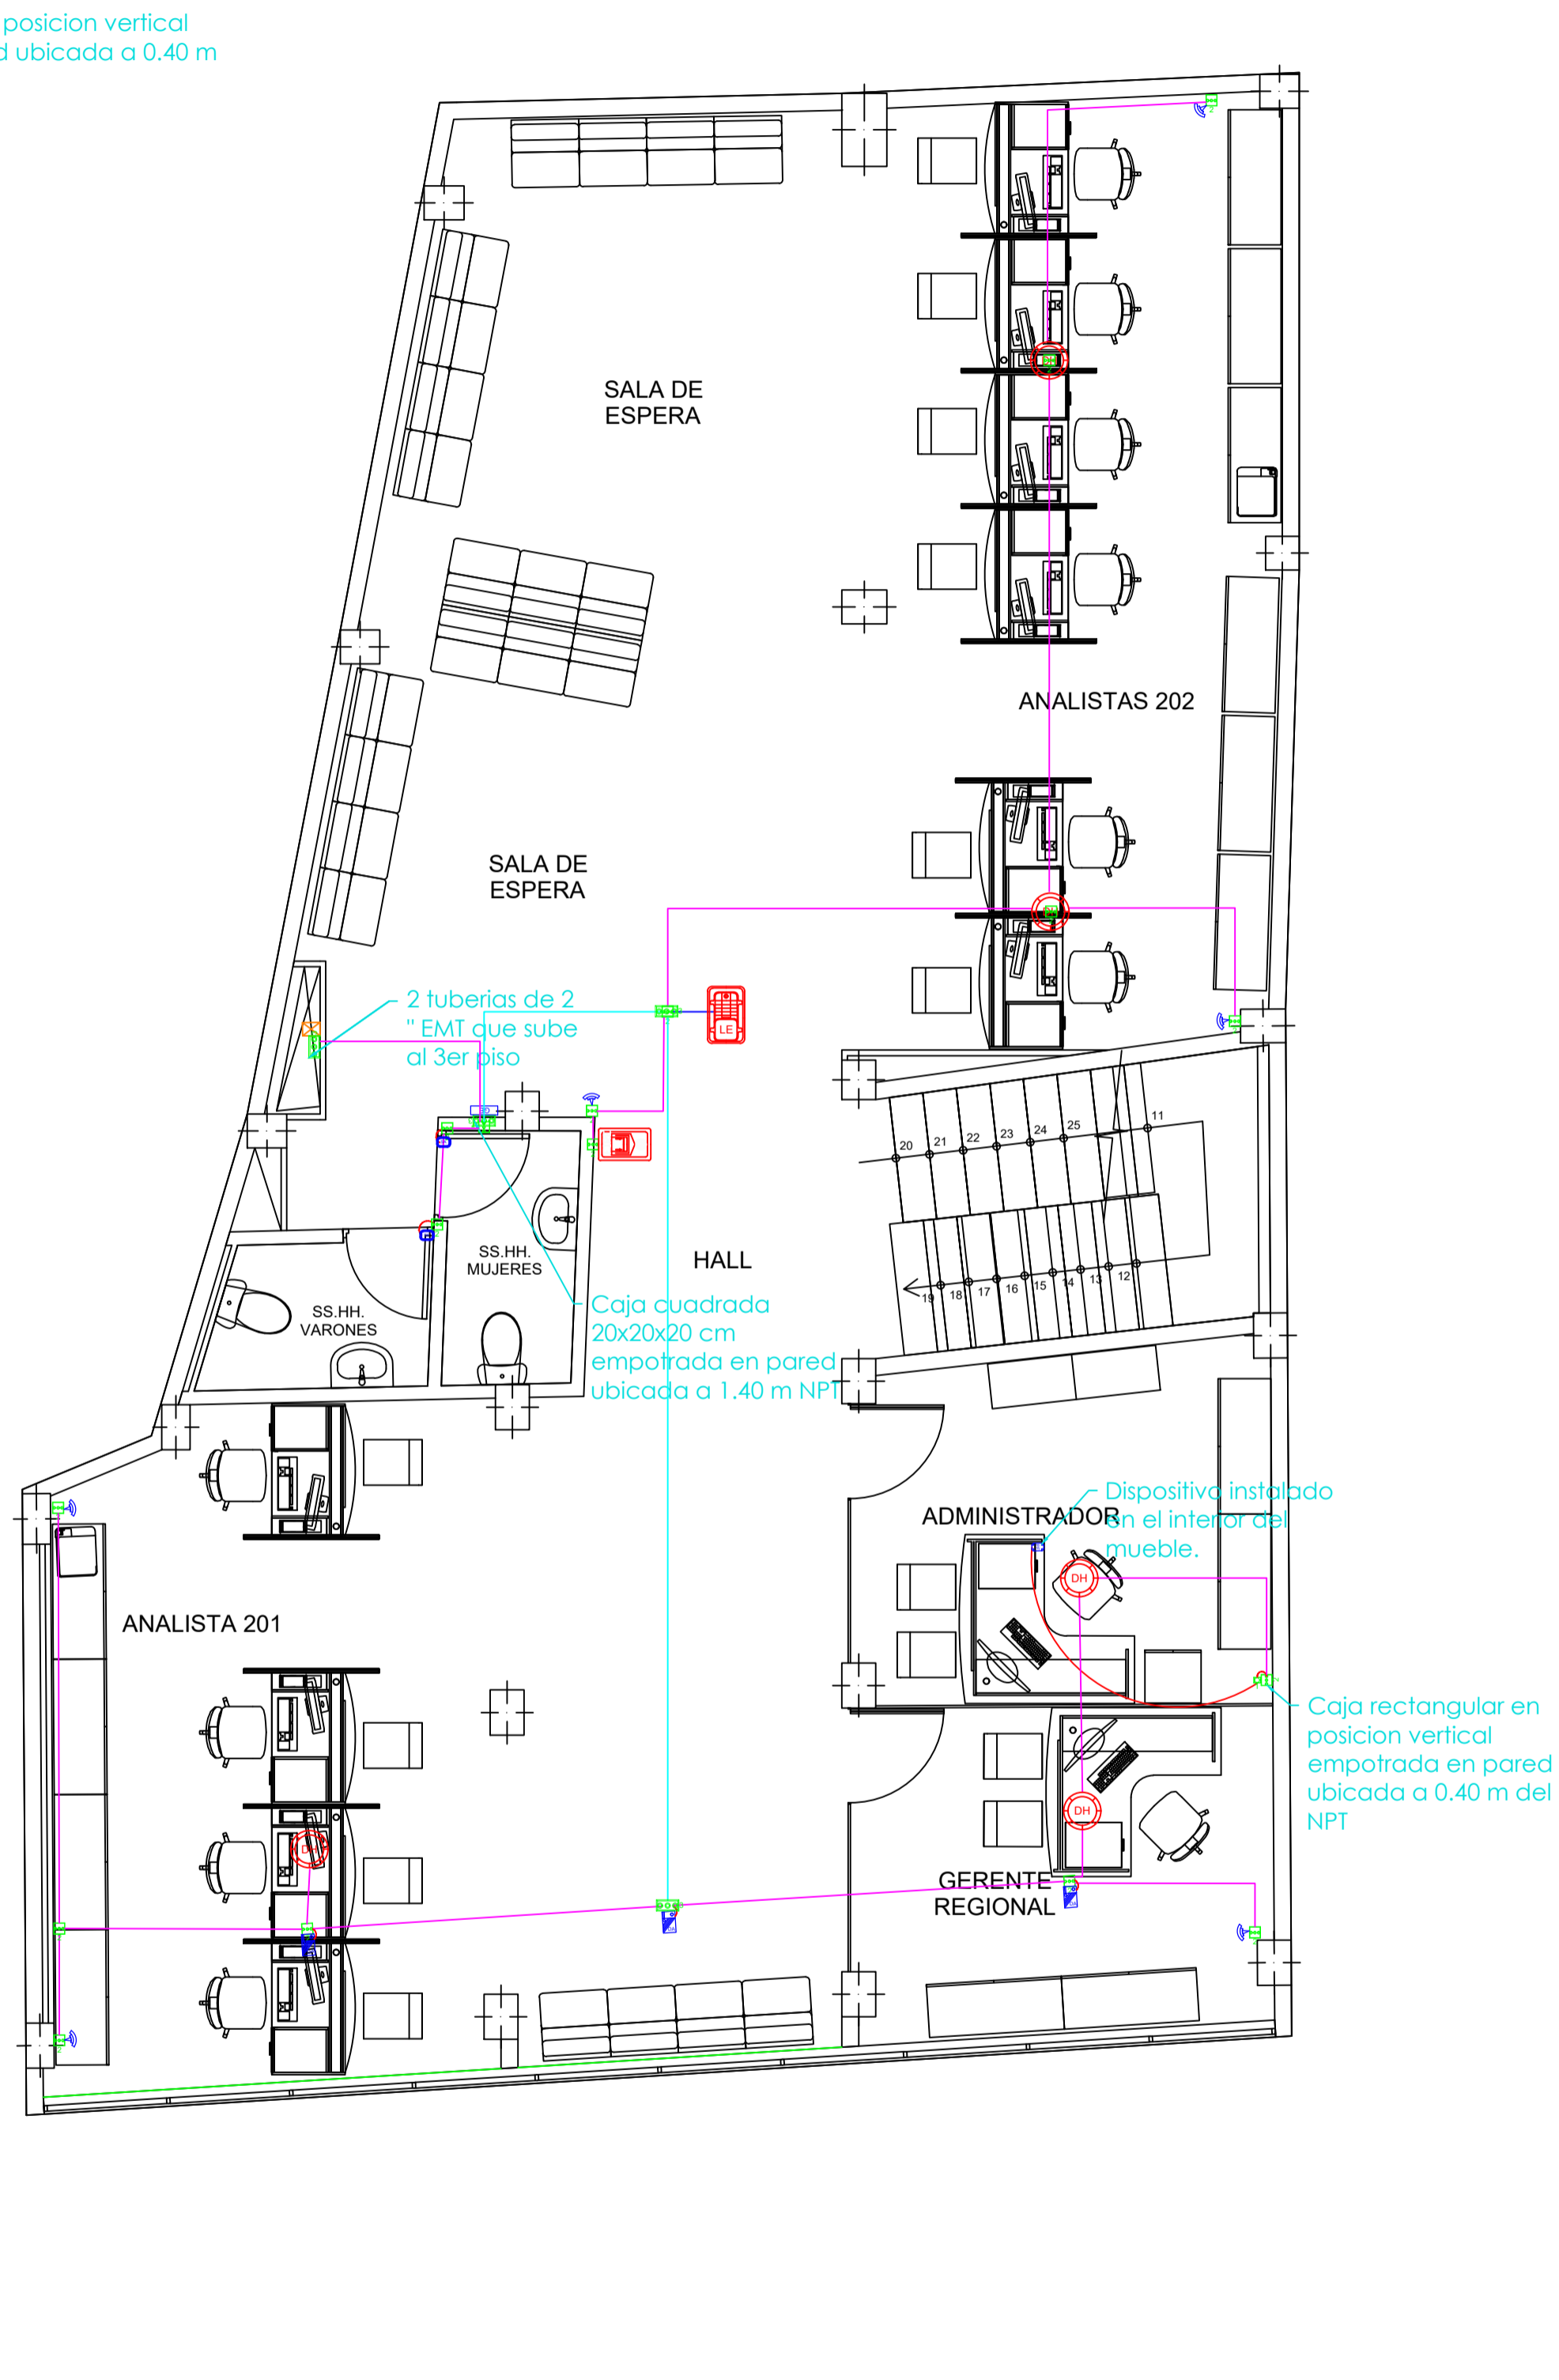 posicion vertical
ubicada a 0.40 m
SALA DE
ESPERA
ANALISTAS 202
SALA DE
ESPERA
2 tuberias de 2
" EMT que sube
al 3er piso
LE
11
20
21
22
23
24
25
SS.HH.
MUJERES
HALL
19
18
17
16
15
14
13
12
SS.HH.
VARONES
Caja cuadrada
20x20x20 cm
empotrada en pared
ubicada a 1.40 m NPT
Dispositivo instalado
en el interior del
mueble.
ADMINISTRADOR
DH
ANALISTA 201
Caja rectangular en
posicion vertical
empotrada en pared
ubicada a 0.40 m del
NPT
DH
DH
GERENTE
REGIONAL